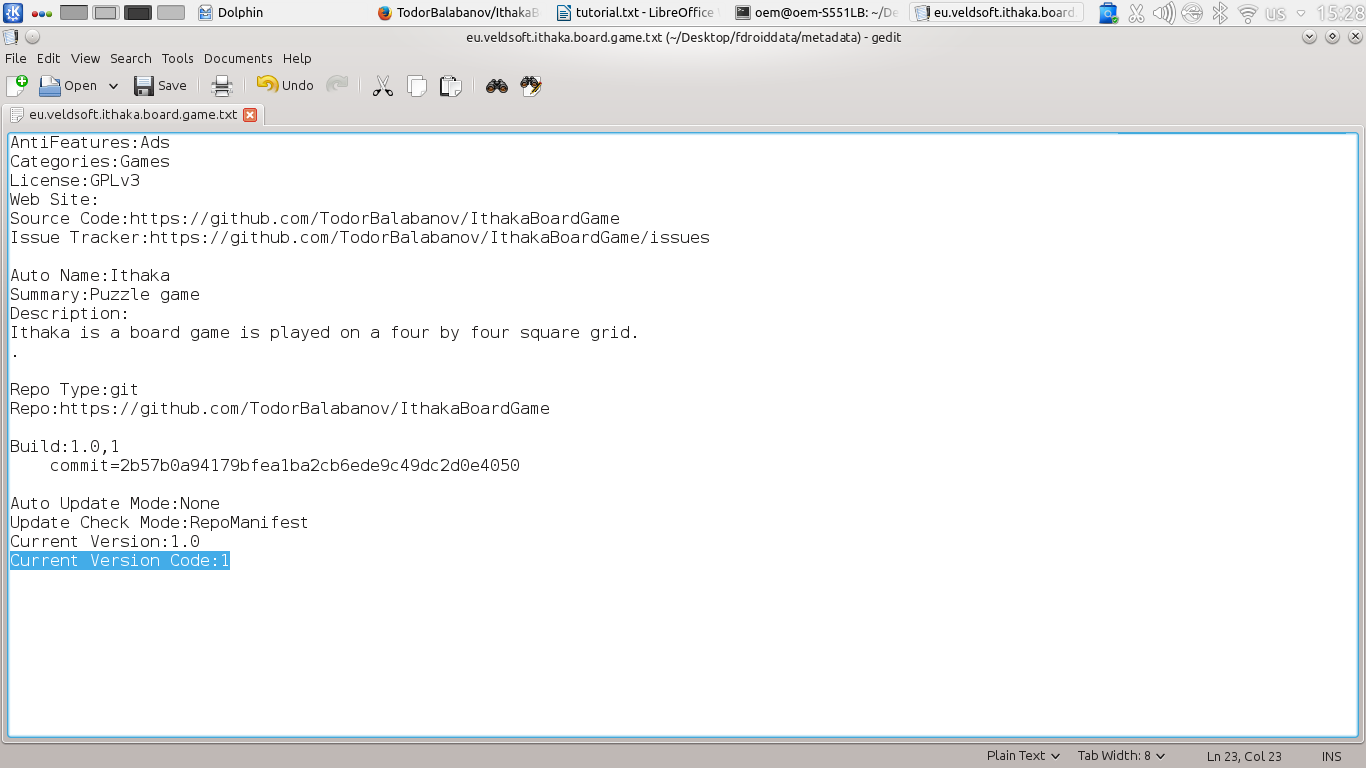 Dolphin
TodorBalabanov/IthakaB
tutorial.txt - LibreOffice
oem@oem-S551LB: ~/De
eu.veldsoft.ithaka.board
us
15:28
eu.veldsoft.ithaka.board.game.txt (~/Desktop/fdroiddata/metadata) - gedit
File Edit View Search Tools Documents Help
Open Save Undo
eu.veldsoft.ithaka.board.game.txt
AntiFeatures:Ads
Categories:Games
License:GPLv3
Web Site:
Source Code:https://github.com/TodorBalabanov/IthakaBoardGame
Issue Tracker:https://github.com/TodorBalabanov/IthakaBoardGame/issues
Auto Name:Ithaka
Summary:Puzzle game
Description:
Ithaka is a board game is played on a four by four square grid.
.
Repo Type:git
Repo:https://github.com/TodorBalabanov/IthakaBoardGame
Build:1.0,1
commit=2b57b0a94179bfea1ba2cb6ede9c49dc2d0e4050
Auto Update Mode:None
Update Check Mode:RepoManifest
Current Version:1.0
Current Version Code:1
Plain Text Tab Width: 8 Ln 23, Col 23 INS